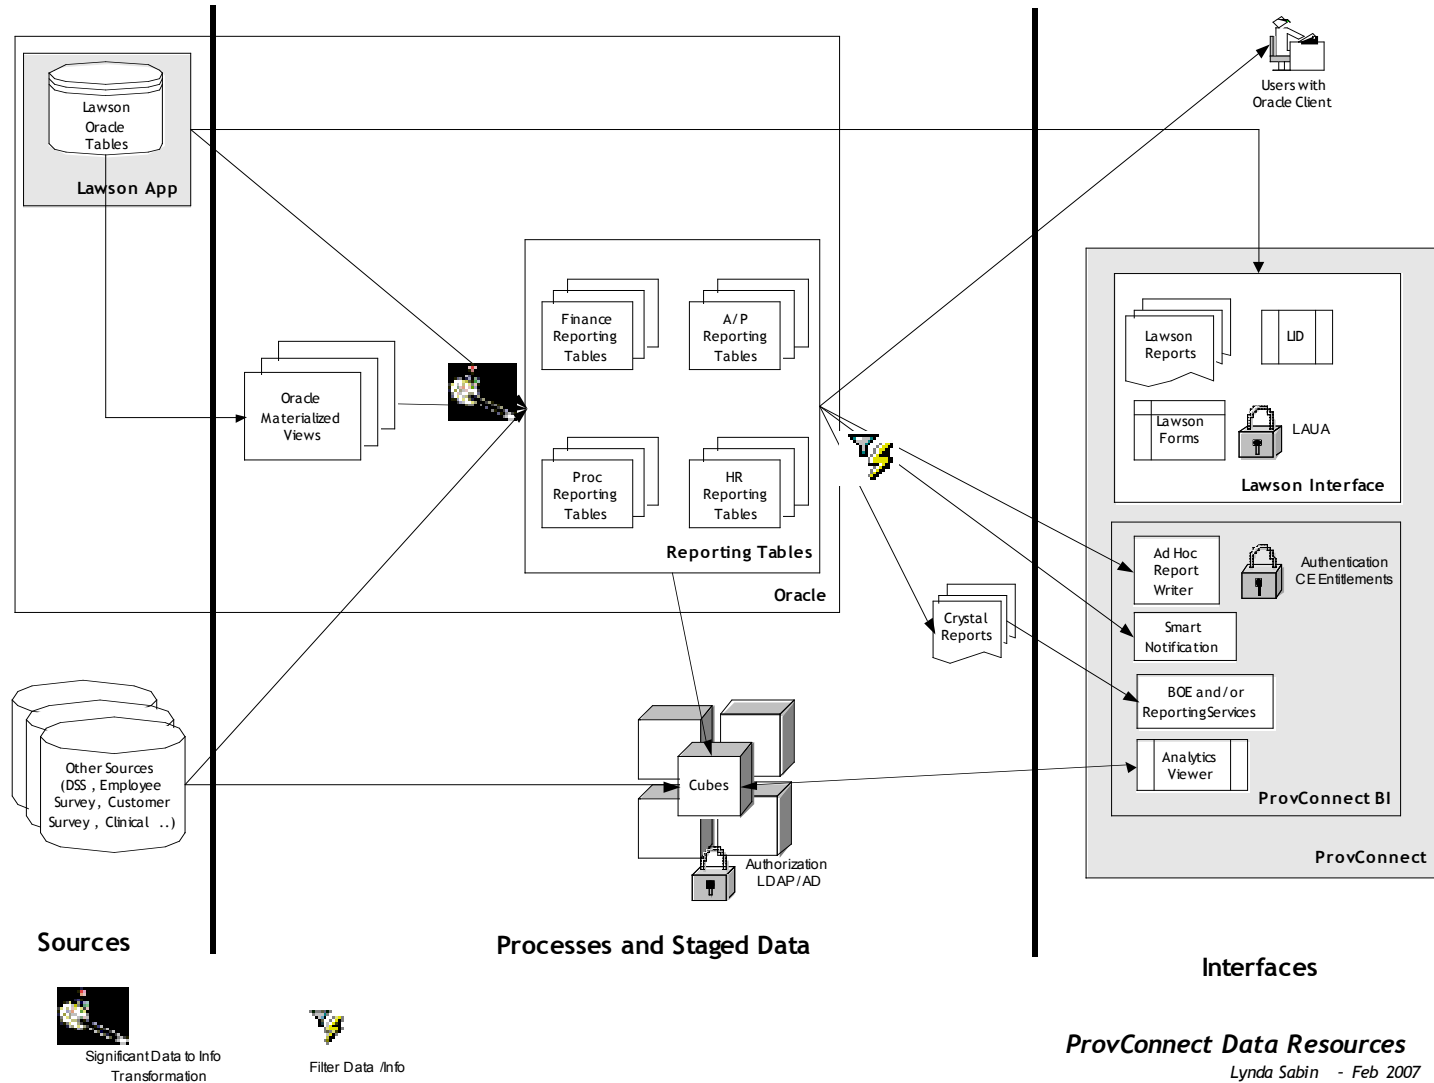 Lawson
Oracle
Tables
Lawson App
Users with
Oracle Client
Finance
Reporting
Tables
A/P
Reporting
Tables
Oracle
Materialized
Views
Proc
Reporting
Tables
HR
Reporting
Tables
Reporting Tables
Oracle
Lawson
Reports
LID
Lawson
Forms
LAUA
Lawson Interface
Ad Hoc
Report
Writer
Authentication
CE Entitlements
Smart
Notification
Crystal
Reports
BOE and/or
Reporting Services
Analytics
Viewer
ProvConnect BI
ProvConnect
Other Sources
(DSS, Employee
Survey, Customer
Survey, Clinical ..)
Cubes
Authorization
LDAP/AD
Sources
Processes and Staged Data
Interfaces
Significant Data to Info
Transformation
Filter Data /Info
ProvConnect Data Resources
Lynda Sabin - Feb 2007